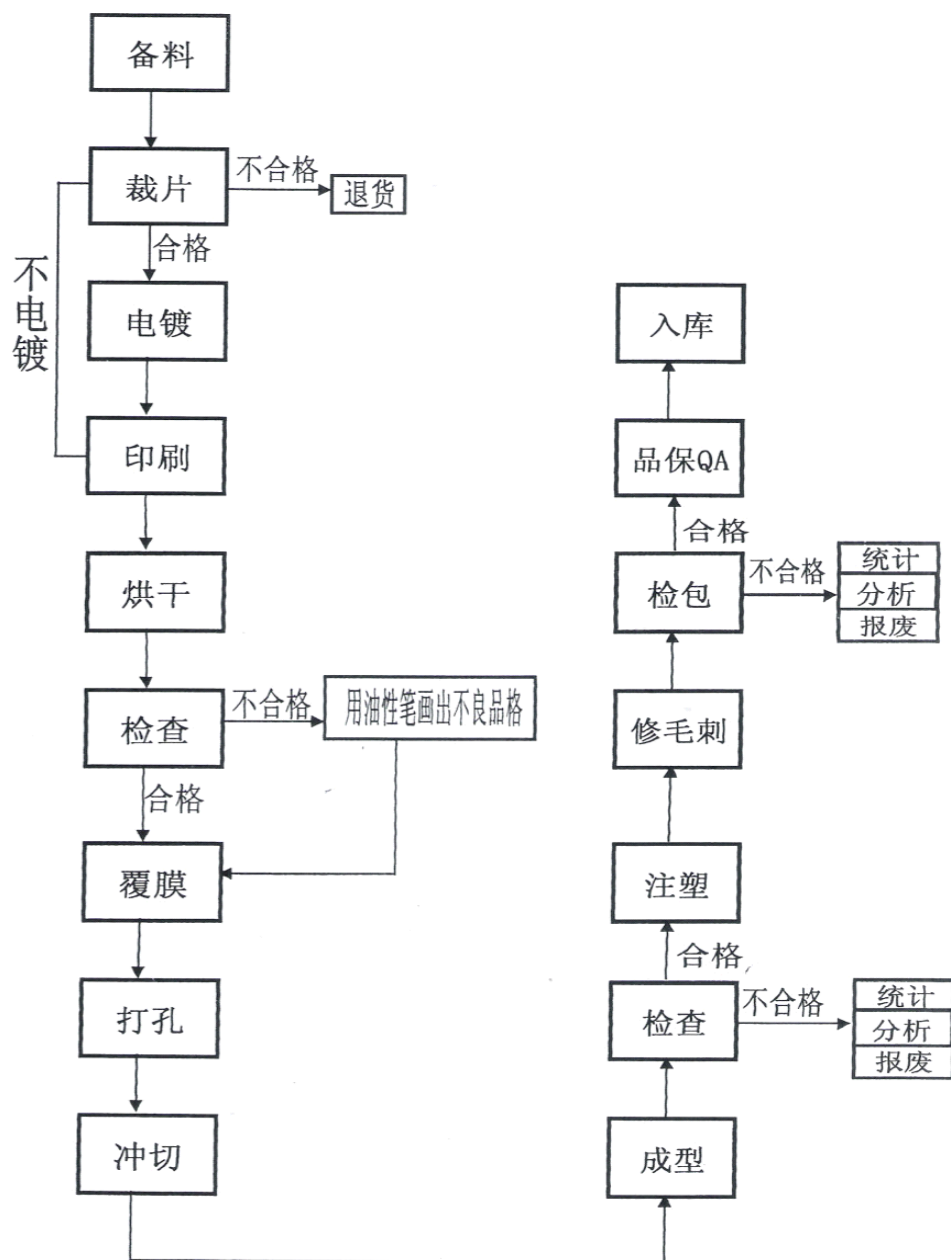 备料
裁片
不合格
退货
合格
不电镀
电镀
印刷
烘干
检查
不合格
用油性笔画出不良品格
合格
覆膜
打孔
冲切
成型
检查
不合格
统计
分析
报废
合格
注塑
修毛刺
检包
不合格
统计
分析
报废
合格
品保QA
入库